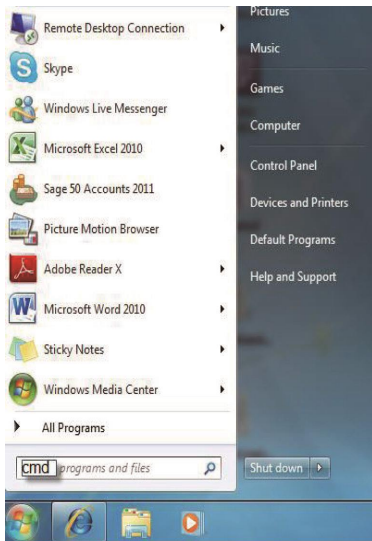 Remote Desktop Connection
Skype
Windows Live Messenger
Microsoft Excel 2010
Sage 50 Accounts 2011
Picture Motion Browser
Adobe Reader X
Microsoft Word 2010
Sticky Notes
Windows Media Center
All Programs
cmd programs and files
Pictures
Music
Games
Computer
Control Panel
Devices and Printers
Default Programs
Help and Support
Shut down